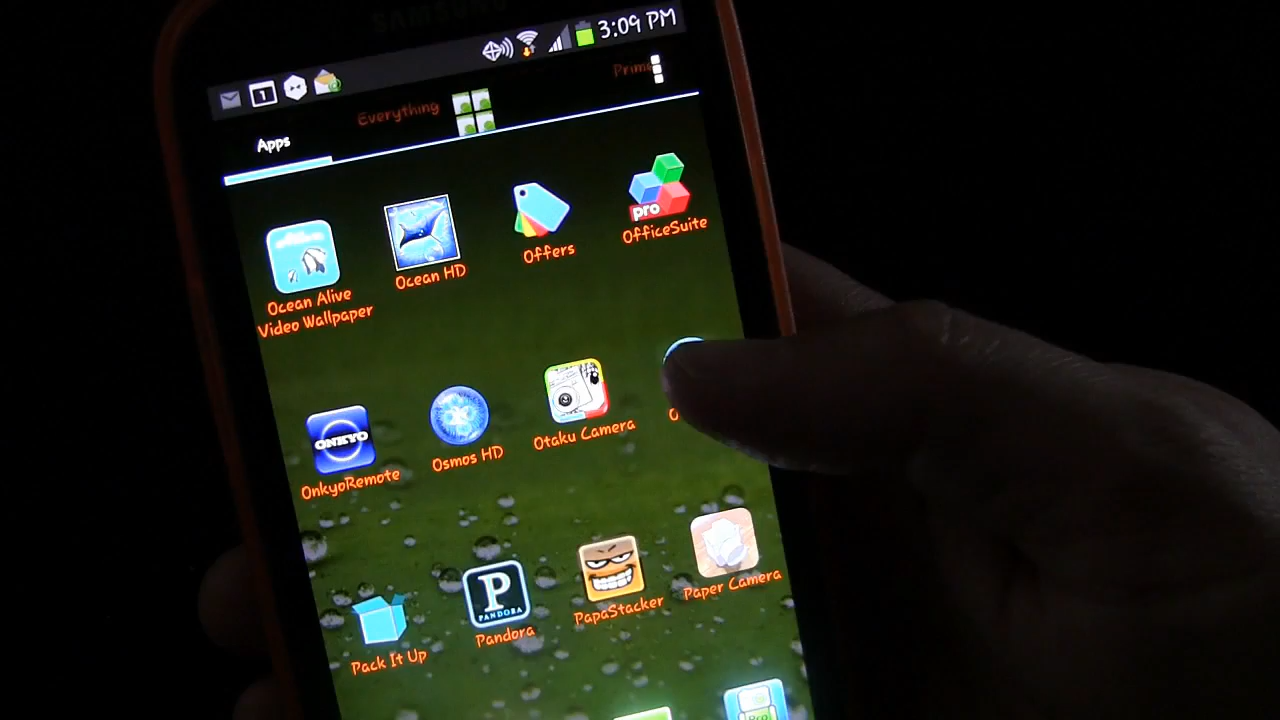 SAMSUNG
1
3:09 PM
Apps
Everything
Prime
Ocean Alive
Video Wallpaper
Ocean HD
Offers
pro
OfficeSuite
ONKYO
OnkyoRemote
Osmos HD
Otaku Camera
O
Pack It Up
P
PANDORA
Pandora
PapaStacker
Paper Camera
Pro